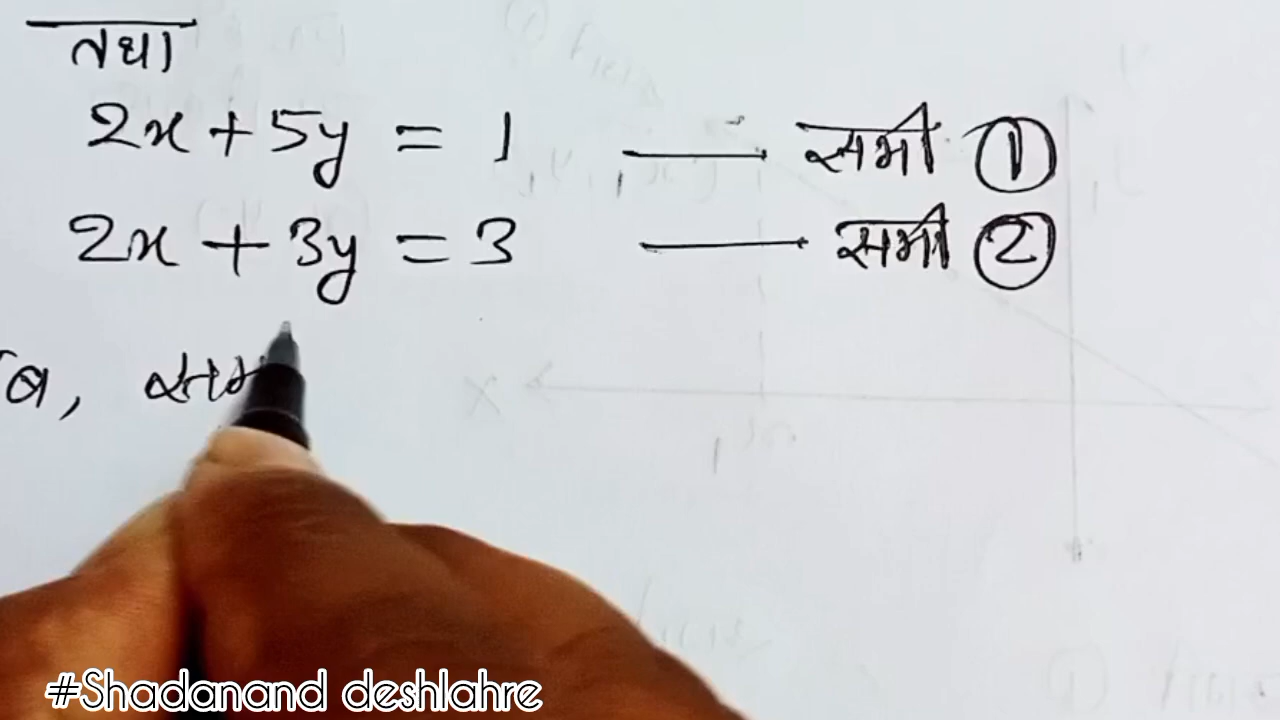 तथा
2x + 5y = 1 — समी ①
2x + 3y = 3 — समी ②
#Shadanand deshlahre